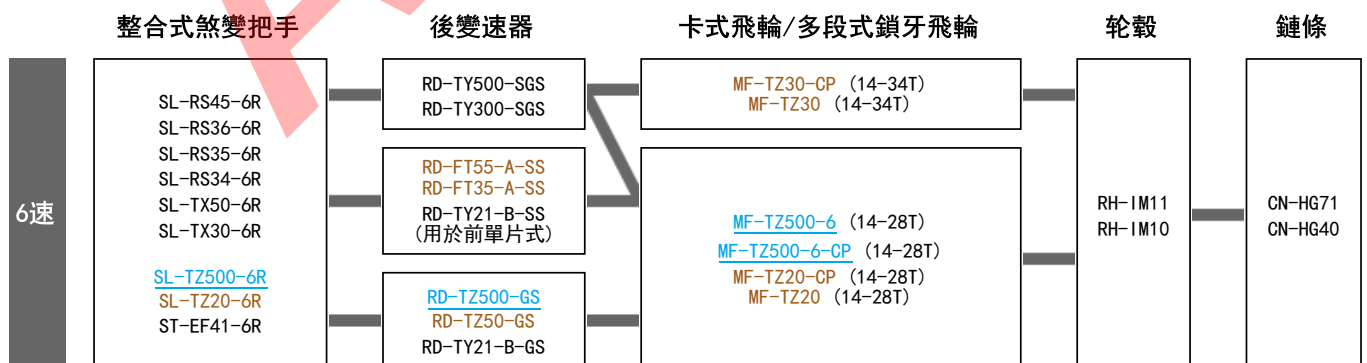 整合式煞變把手
後變速器
卡式飛輪/多段式鎖牙飛輪
轮毂
鏈條
6速
SL-RS45-6R
SL-RS36-6R
SL-RS35-6R
SL-RS34-6R
SL-TX50-6R
SL-TX30-6R
SL-TZ500-6R
SL-TZ20-6R
ST-EF41-6R
RD-TY500-SGS
RD-TY300-SGS
RD-FT55-A-SS
RD-FT35-A-SS
RD-TY21-B-SS
(用於前單片式)
RD-TZ500-GS
RD-TZ50-GS
RD-TY21-B-GS
MF-TZ30-CP (14-34T)
MF-TZ30 (14-34T)
MF-TZ500-6 (14-28T)
MF-TZ500-6-CP (14-28T)
MF-TZ20-CP (14-28T)
MF-TZ20 (14-28T)
RH-IM11
RH-IM10
CN-HG71
CN-HG40